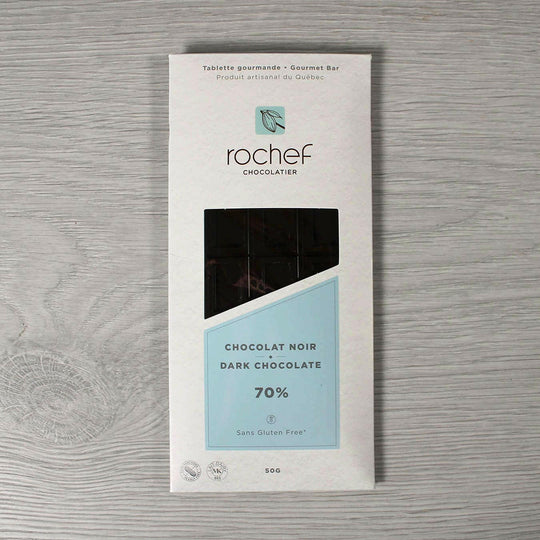 Tablette gourmande • Gourmet Bar
Produit artisanal du Québec
rochef
CHOCOLATIER
CHOCOLAT NOIR
DARK CHOCOLATE
70%
Sans Gluten Free*
MK
50G